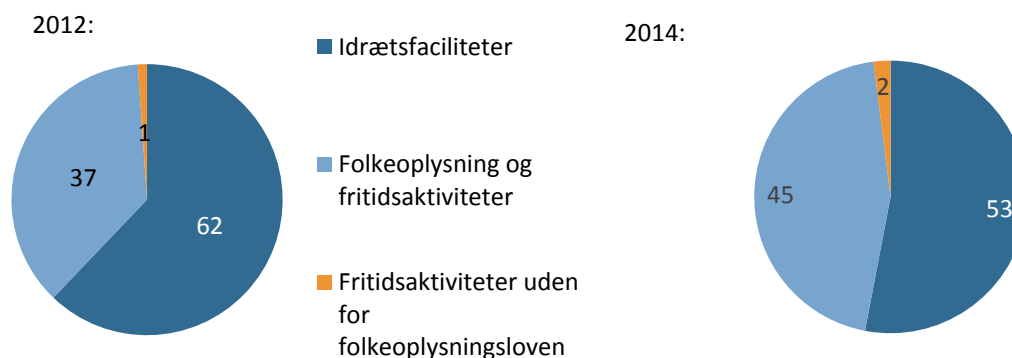 2012:
1
37
62
Idrætsfaciliteter
Folkeoplysning og
fritidsaktiviteter
Fritidsaktiviteter uden
for
folkeoplysningsloven
2014:
2
45
53